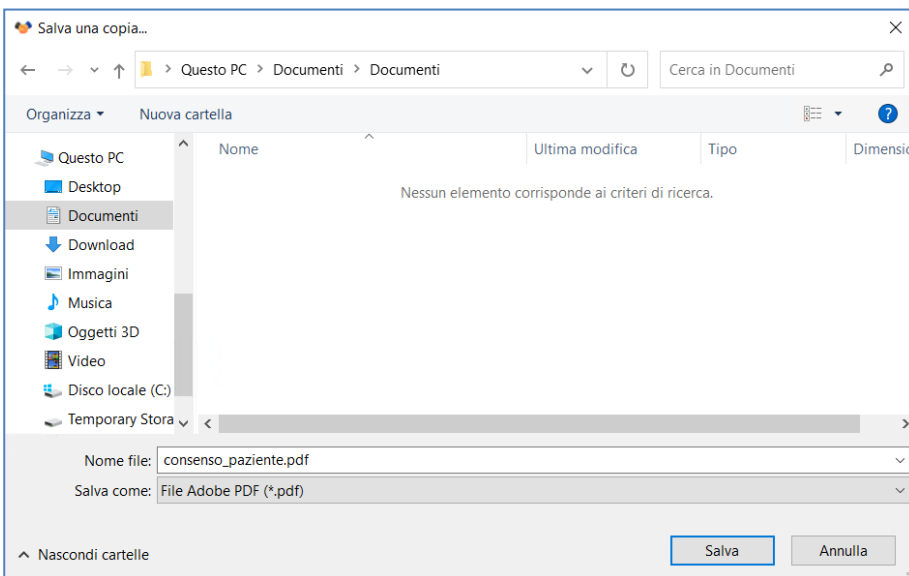 Salva una copia...
Questo PC > Documenti > Documenti
Cerca in Documenti
Organizza
Nuova cartella
Nome
Ultima modifica
Tipo
Dimensic
Nessun elemento corrisponde ai criteri di ricerca.
Questo PC
Desktop
Documenti
Download
Immagini
Musica
Oggetti 3D
Video
Disco locale (C:)
Temporary Stora
Nome file: consenso_paziente.pdf
Salva come: File Adobe PDF (*.pdf)
Nascondi cartelle
Salva
Annulla